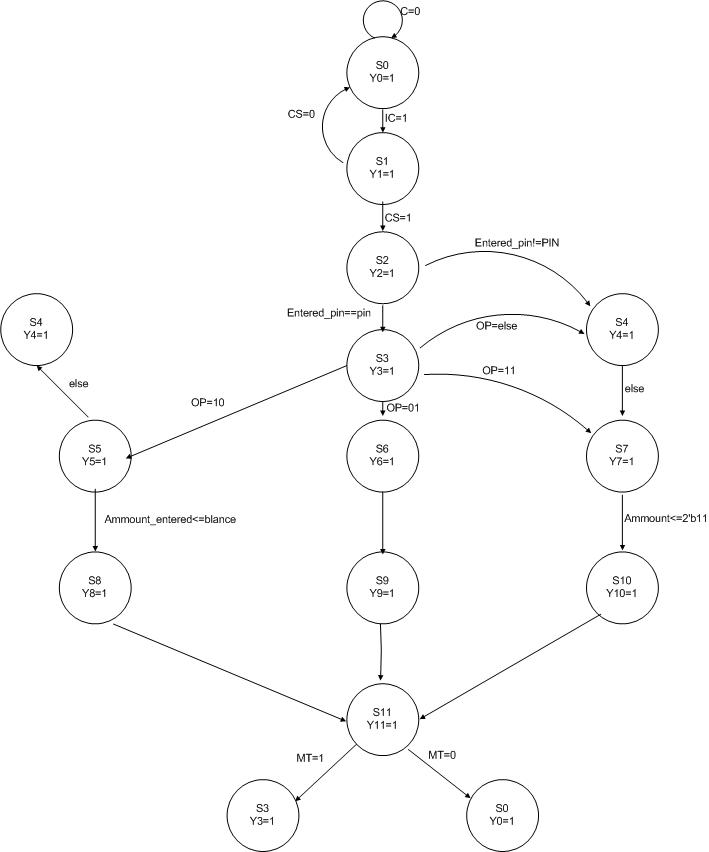 C=0
S0
Y0=1
CS=0
IC=1
S1
Y1=1
CS=1
S2
Y2=1
Entered_pin!=PIN
Entered_pin==pin
S4
Y4=1
OP=else
S4
Y4=1
S3
Y3=1
OP=11
else
else
OP=10
OP=01
S5
Y5=1
S6
Y6=1
S7
Y7=1
Ammount_entered<=blance
Ammount<=2'b11
S8
Y8=1
S9
Y9=1
S10
Y10=1
S11
Y11=1
MT=1
MT=0
S3
Y3=1
S0
Y0=1